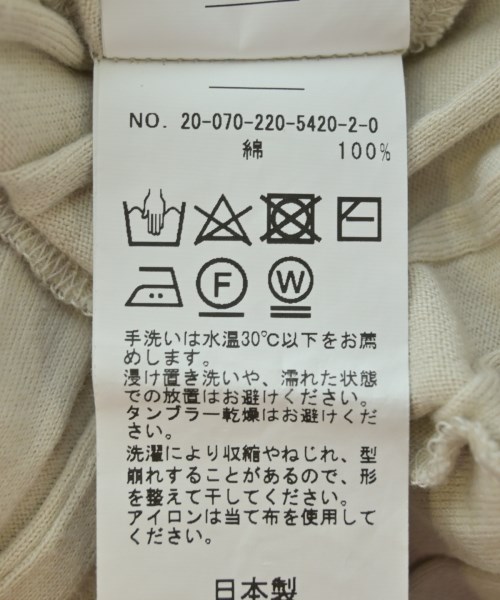 NO. 20-070-220-5420-2-0
綿 100%
F W
手洗いは水温30℃以下をお薦
めします。
浸け置き洗いや、濡れた状態
での放置はお避けください。
タンブラー乾燥はお避けくだ
さい。
洗濯により収縮やねじれ、型
崩れすることがあるので、形
を整えて干してください。
アイロンは当て布を使用して
ください。
日本製